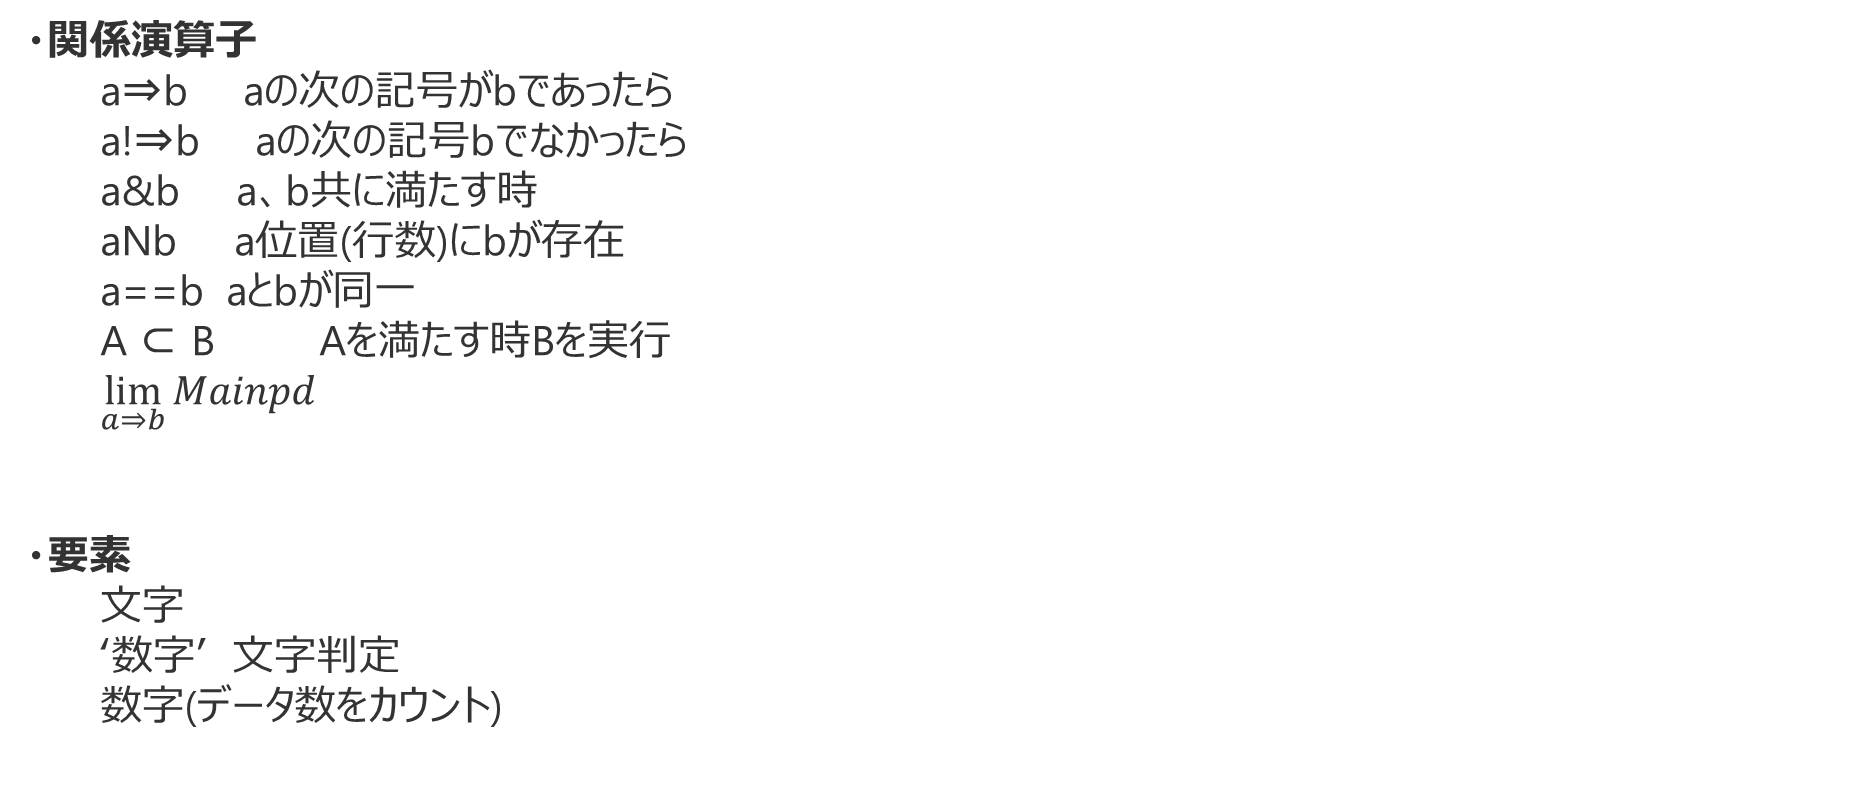 ・関係演算子
a⇒b aの次の記号がbであったら
a!⇒b aの次の記号bでなかったら
a&b a、b共に満たす時
aNb a位置(行数)にbが存在
a==b aとbが同一
A ⊂ B Aを満たす時Bを実行
lim Mainpd
a⇒b
・要素
文字
‘数字’ 文字判定
数字(データ数をカウント)